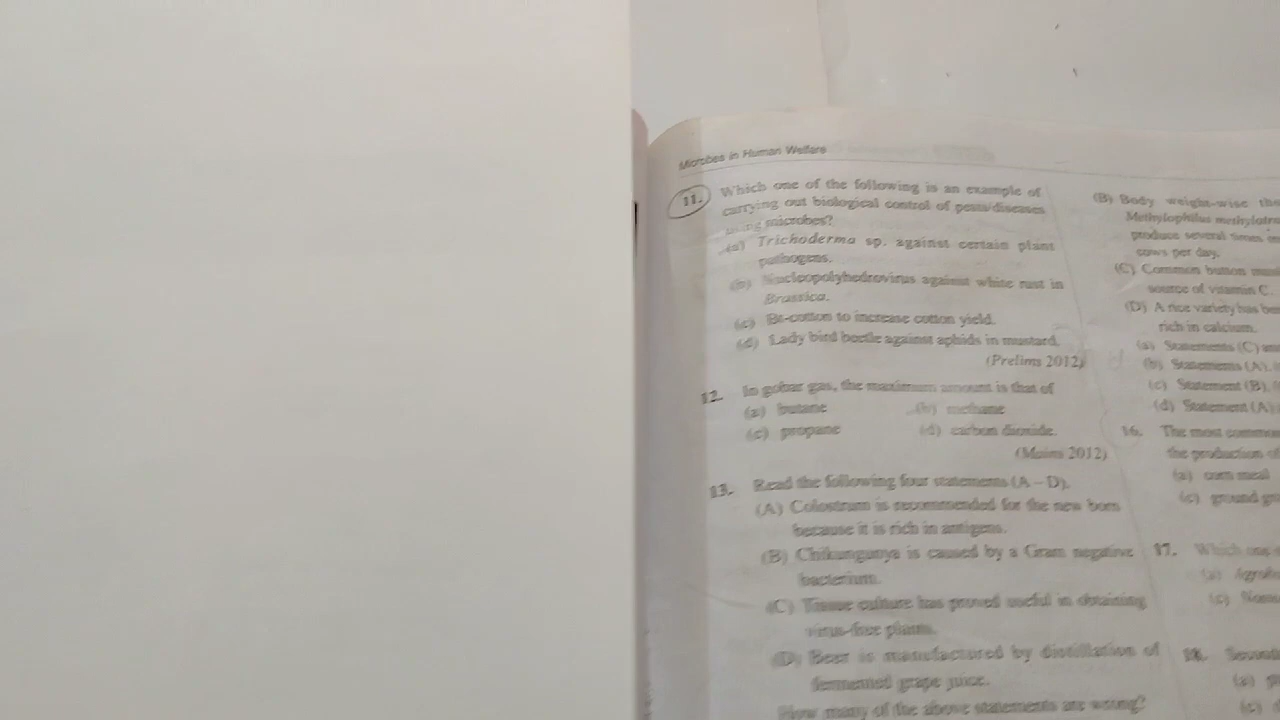 Microbes in Human Welfare
11. Which one of the following is an example of
carrying out biological control of pests/diseases
using microbes?
(a) Trichoderma sp. against certain plant
pathogens.
(b) Nucleopolyhedrovirus against white rust in
Brassica.
(c) Bt-cotton to increase cotton yield.
(d) Lady bird beetle against aphids in mustard.
(Prelims 2012)
12. In gobar gas, the maximum amount is that of
(a) butane (b) methane
(c) propane (d) carbon dioxide.
(Mains 2012)
13. Read the following four statements (A – D).
(A) Colostrum is recommended for the new born
because it is rich in antigens.
(B) Chikungunya is caused by a Gram negative
bacterium.
(C) Tissue culture has proved useful in obtaining
virus-free plants.
(D) Beer is manufactured by distillation of
fermented grape juice.
How many of the above statements are wrong?
(B) Body weight-wise the
Methylophilus
produce several times
cows per day.
(C) Common button
source of vitamin C.
(D) A rice variety has
rich in calcium.
(a) Statements (C)
(b) Statements (A),
(c) Statement (B),
(d) Statement (A)
16. The most common
the production of
(a) corn meal
(c) ground
17. Which one
(a)
(c)
18.
(a)
(c)